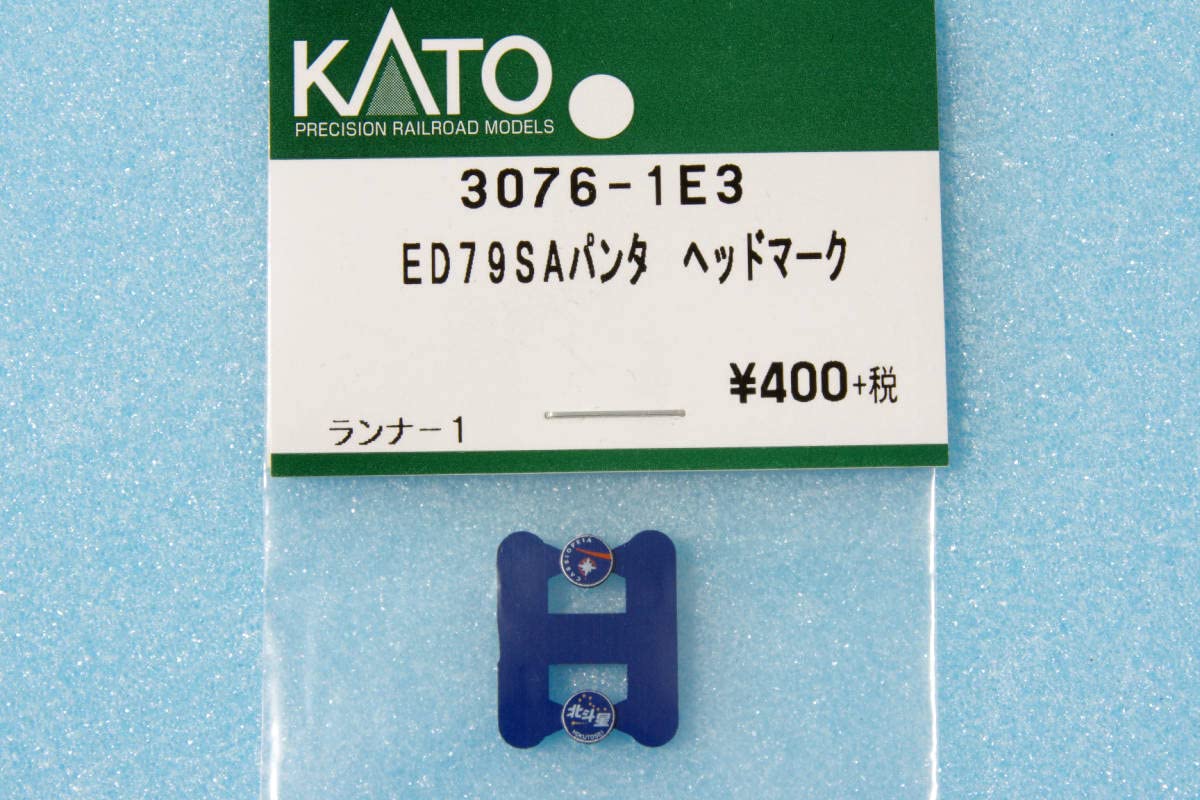 KATO
PRECISION RAILROAD MODELS
3076-1E3
ED79SAパンタ ヘッドマーク
¥400+税
ランナー1
CASSIOPEIA
北斗星
HOKUTOSEI